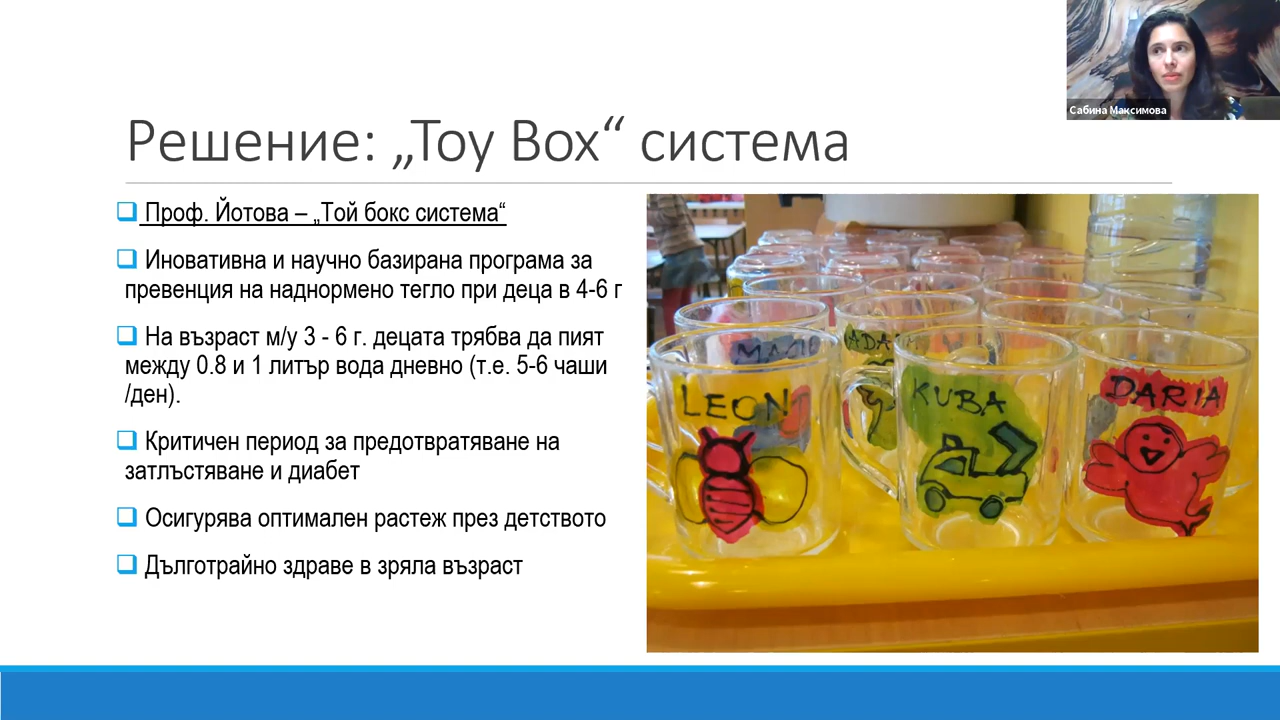 Сабина Максимова
Решение: „Toy Box“ система
Проф. Йотова – „Той бокс система“
Иновативна и научно базирана програма за
превенция на наднормено тегло при деца в 4-6 г
На възраст м/у 3 - 6 г. децата трябва да пият
между 0.8 и 1 литър вода дневно (т.е. 5-6 чаши
/ден).
Критичен период за предотвратяване на
затлъстяване и диабет
Осигурява оптимален растеж през детството
Дълготрайно здраве в зряла възраст
LEON
KUBA
DARIA